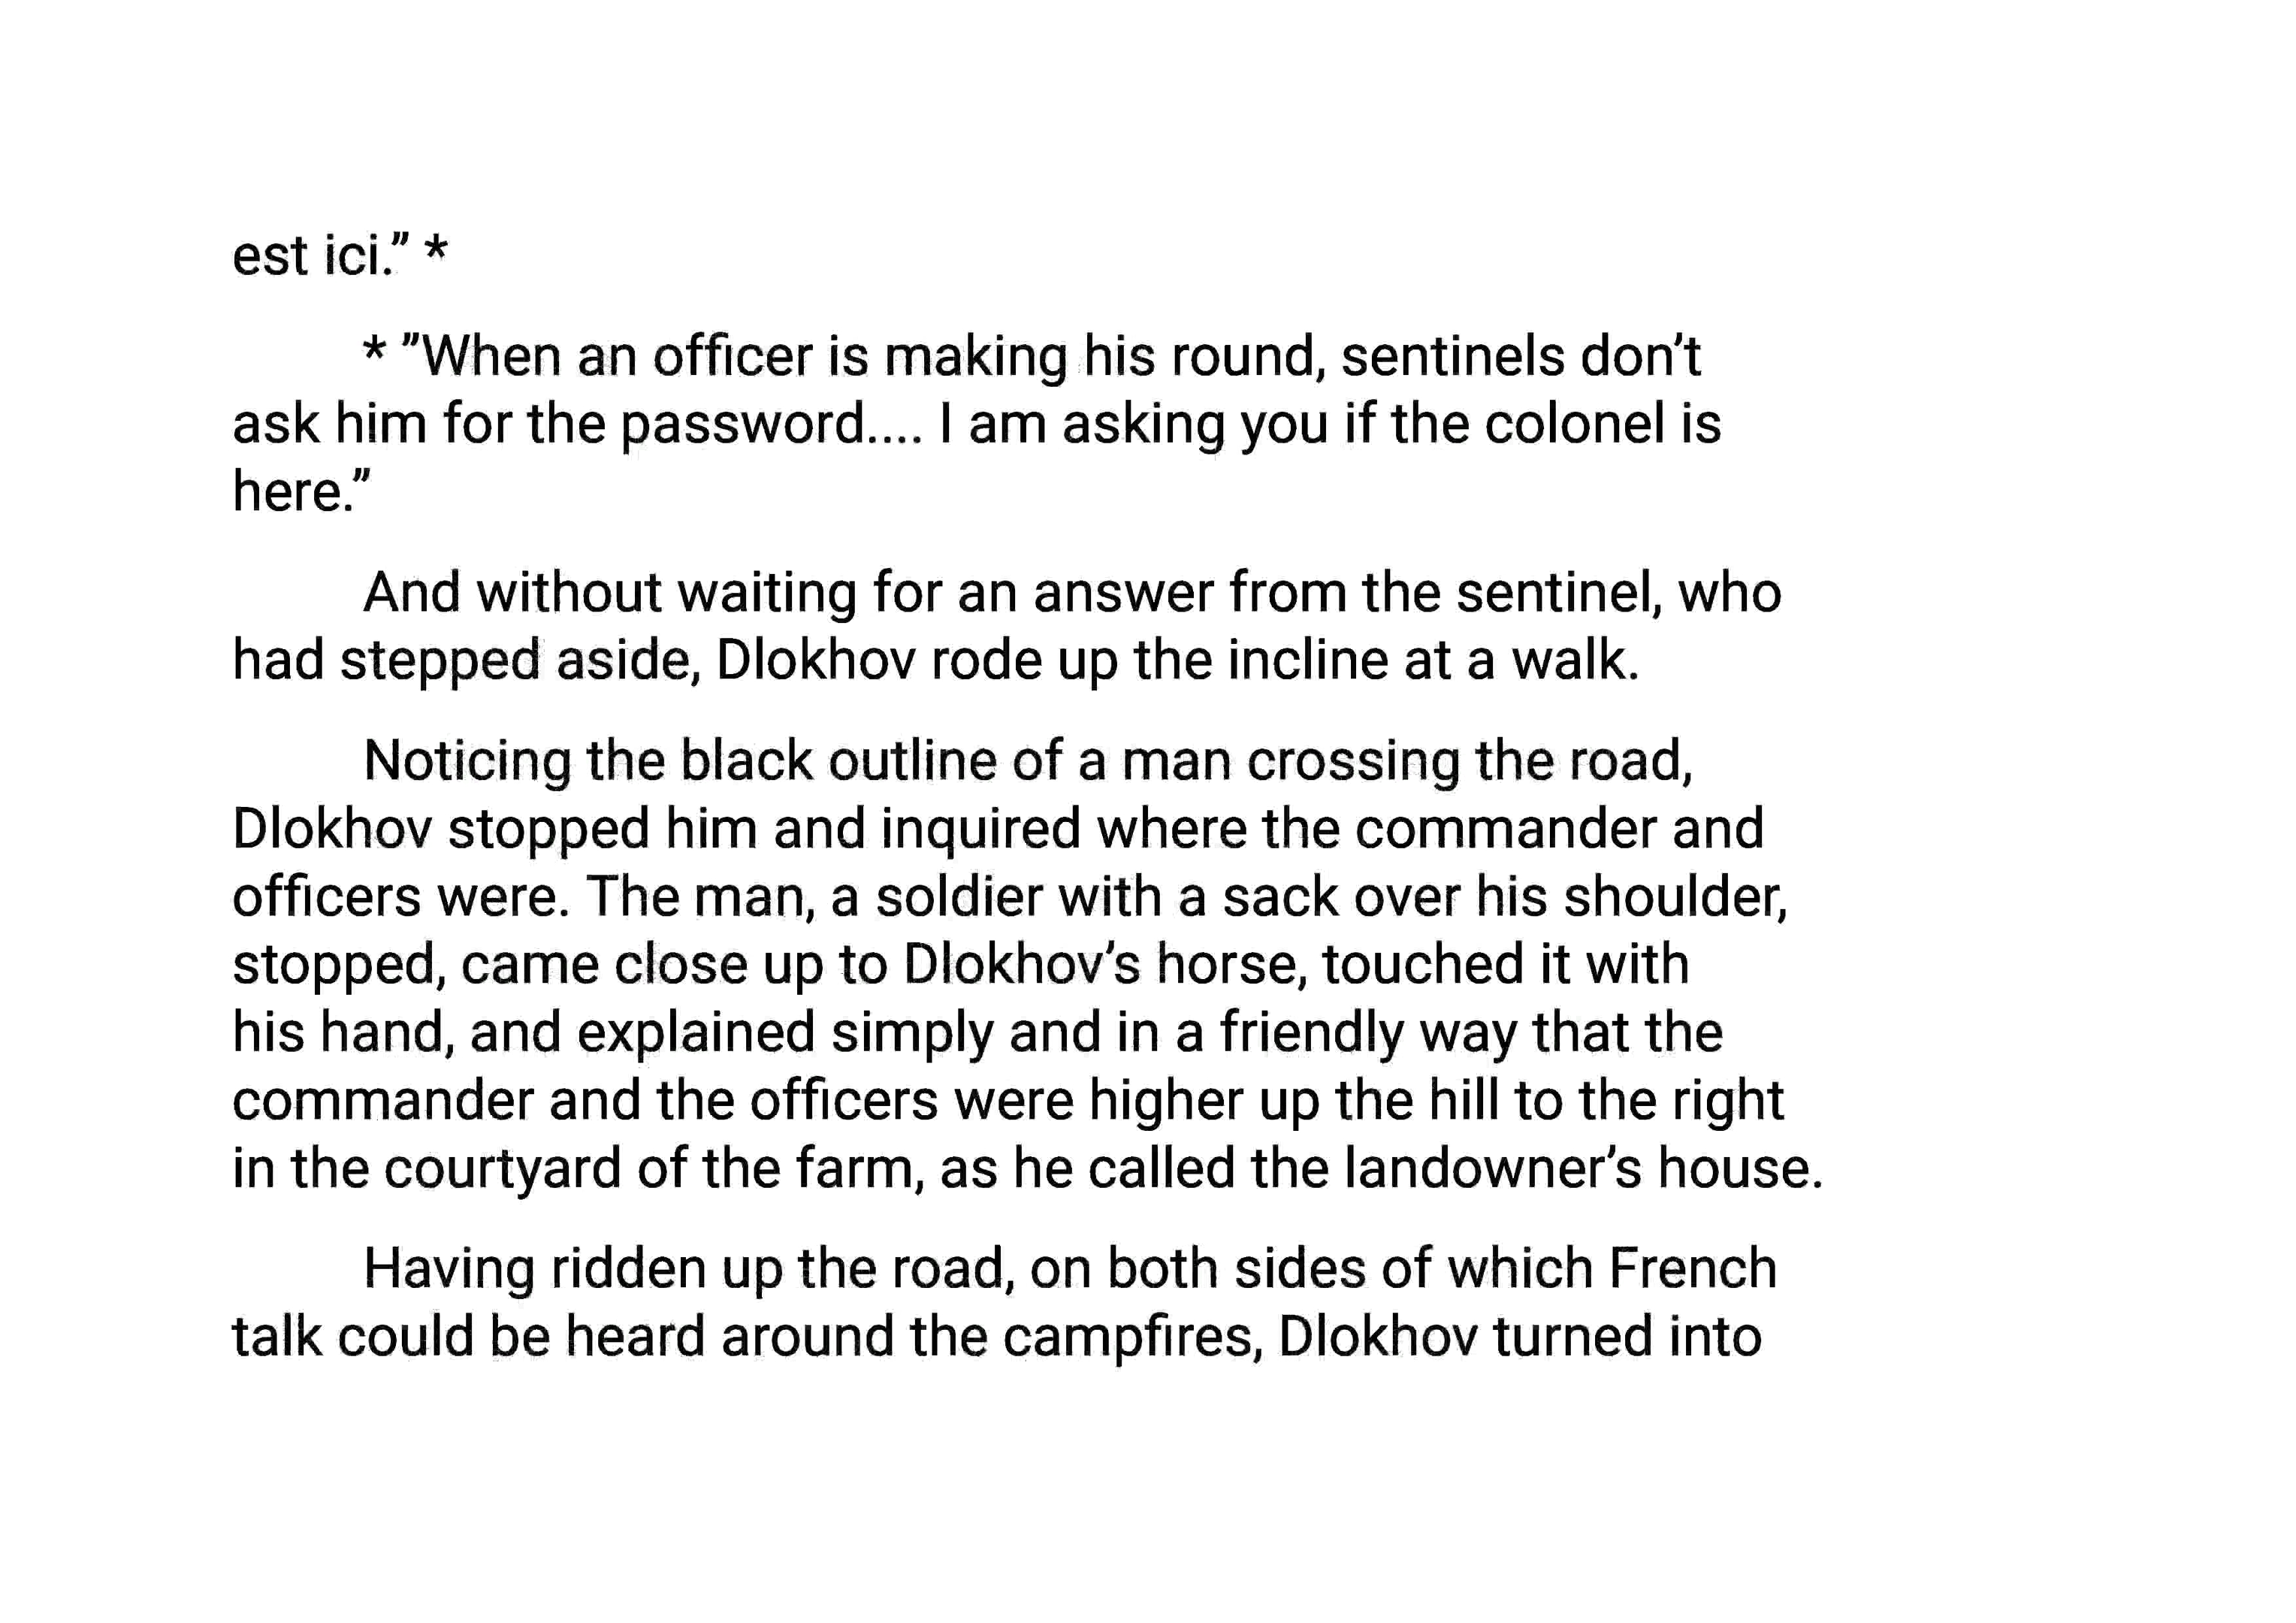 est ici.” *
* ”When an officer is making his round, sentinels don’t
ask him for the password.... I am asking you if the colonel is
here.”
And without waiting for an answer from the sentinel, who
had stepped aside, Dlokhov rode up the incline at a walk.
Noticing the black outline of a man crossing the road,
Dlokhov stopped him and inquired where the commander and
officers were. The man, a soldier with a sack over his shoulder,
stopped, came close up to Dlokhov’s horse, touched it with
his hand, and explained simply and in a friendly way that the
commander and the officers were higher up the hill to the right
in the courtyard of the farm, as he called the landowner’s house.
Having ridden up the road, on both sides of which French
talk could be heard around the campfires, Dlokhov turned into